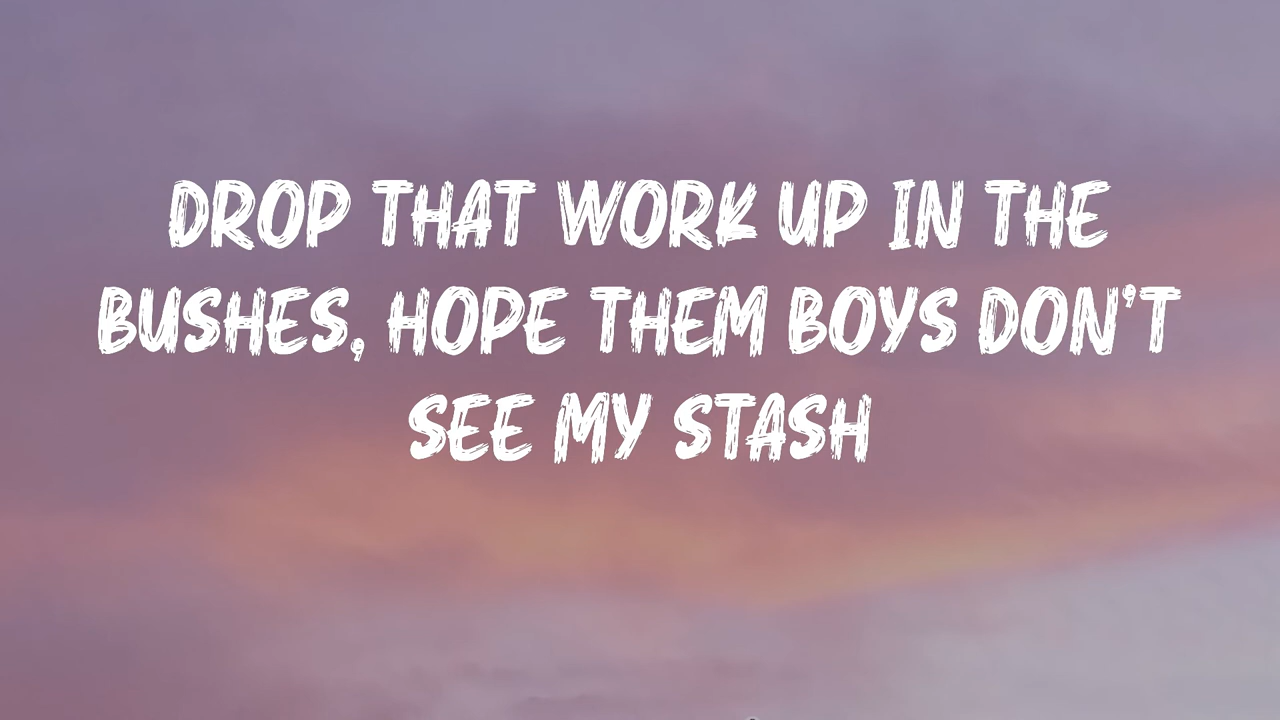 DROP THAT WORK UP IN THE
BUSHES, HOPE THEM BOYS DON'T
SEE MY STASH